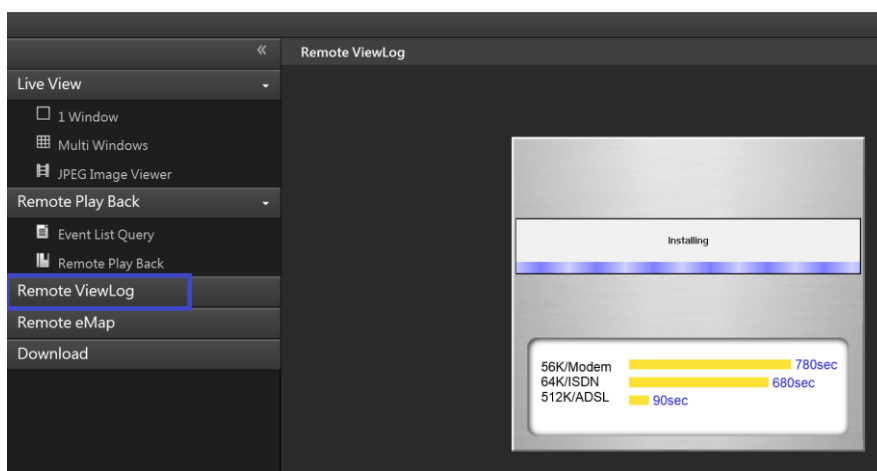 «
Remote ViewLog
Live View
1 Window
Multi Windows
JPEG Image Viewer
Remote Play Back
Event List Query
Remote Play Back
Remote ViewLog
Remote eMap
Download
Installing
56K/Modem 780sec
64K/ISDN 680sec
512K/ADSL 90sec